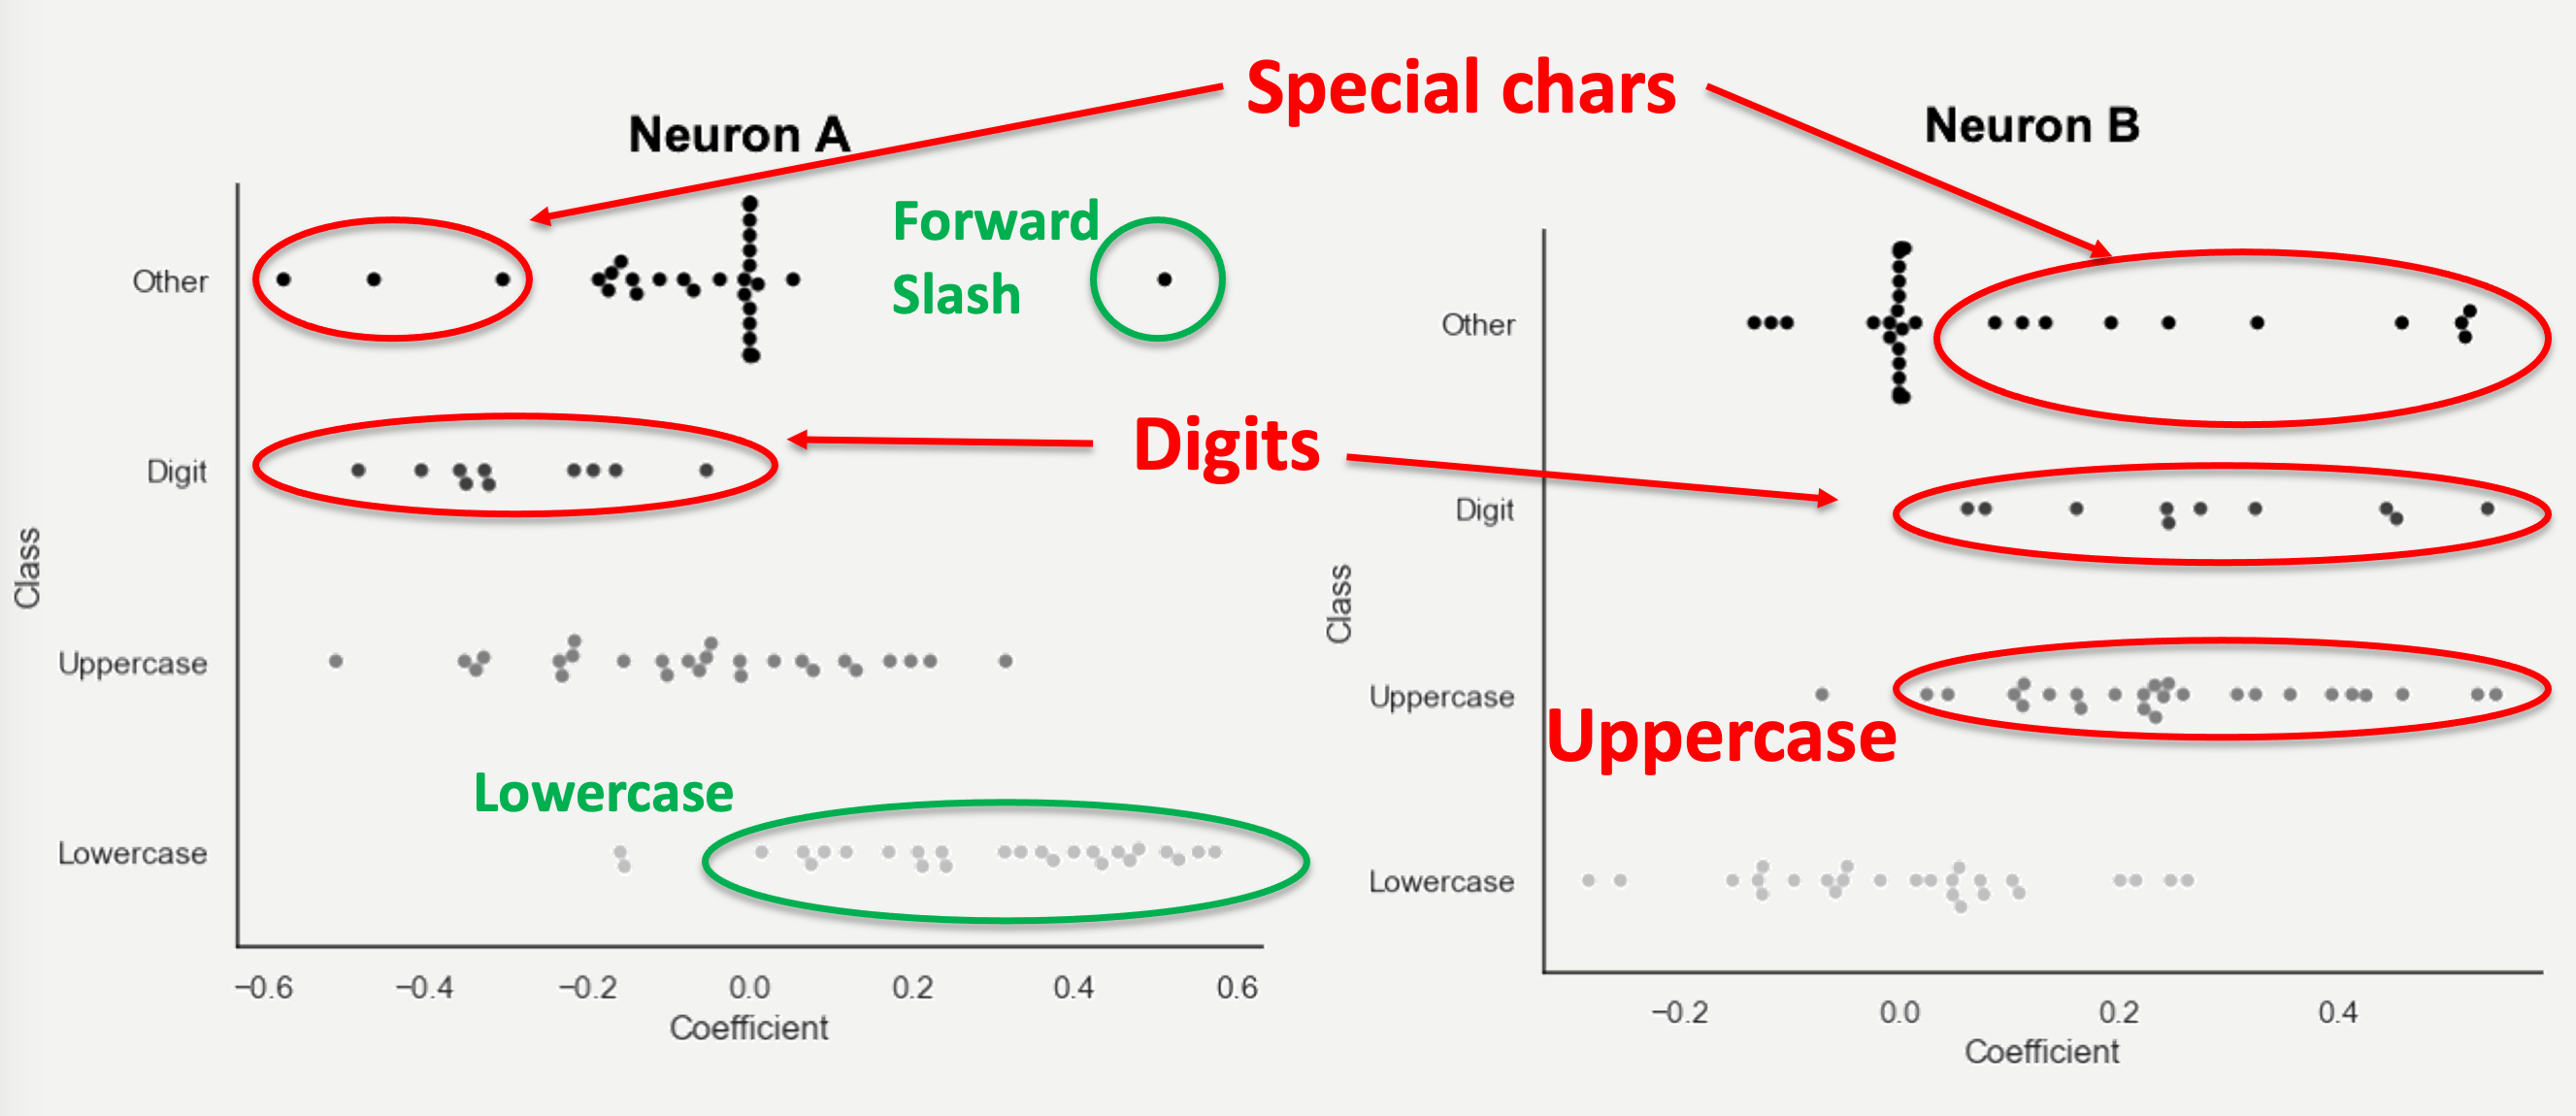 Special chars
Neuron A
Neuron B
Forward
Slash
Other
Digit
Uppercase
Lowercase
Class
Digits
Lowercase
−0.6 −0.4 −0.2 0.0 0.2 0.4 0.6
Coefficient
Other
Digit
Uppercase
Lowercase
Class
Uppercase
−0.2 0.0 0.2 0.4
Coefficient